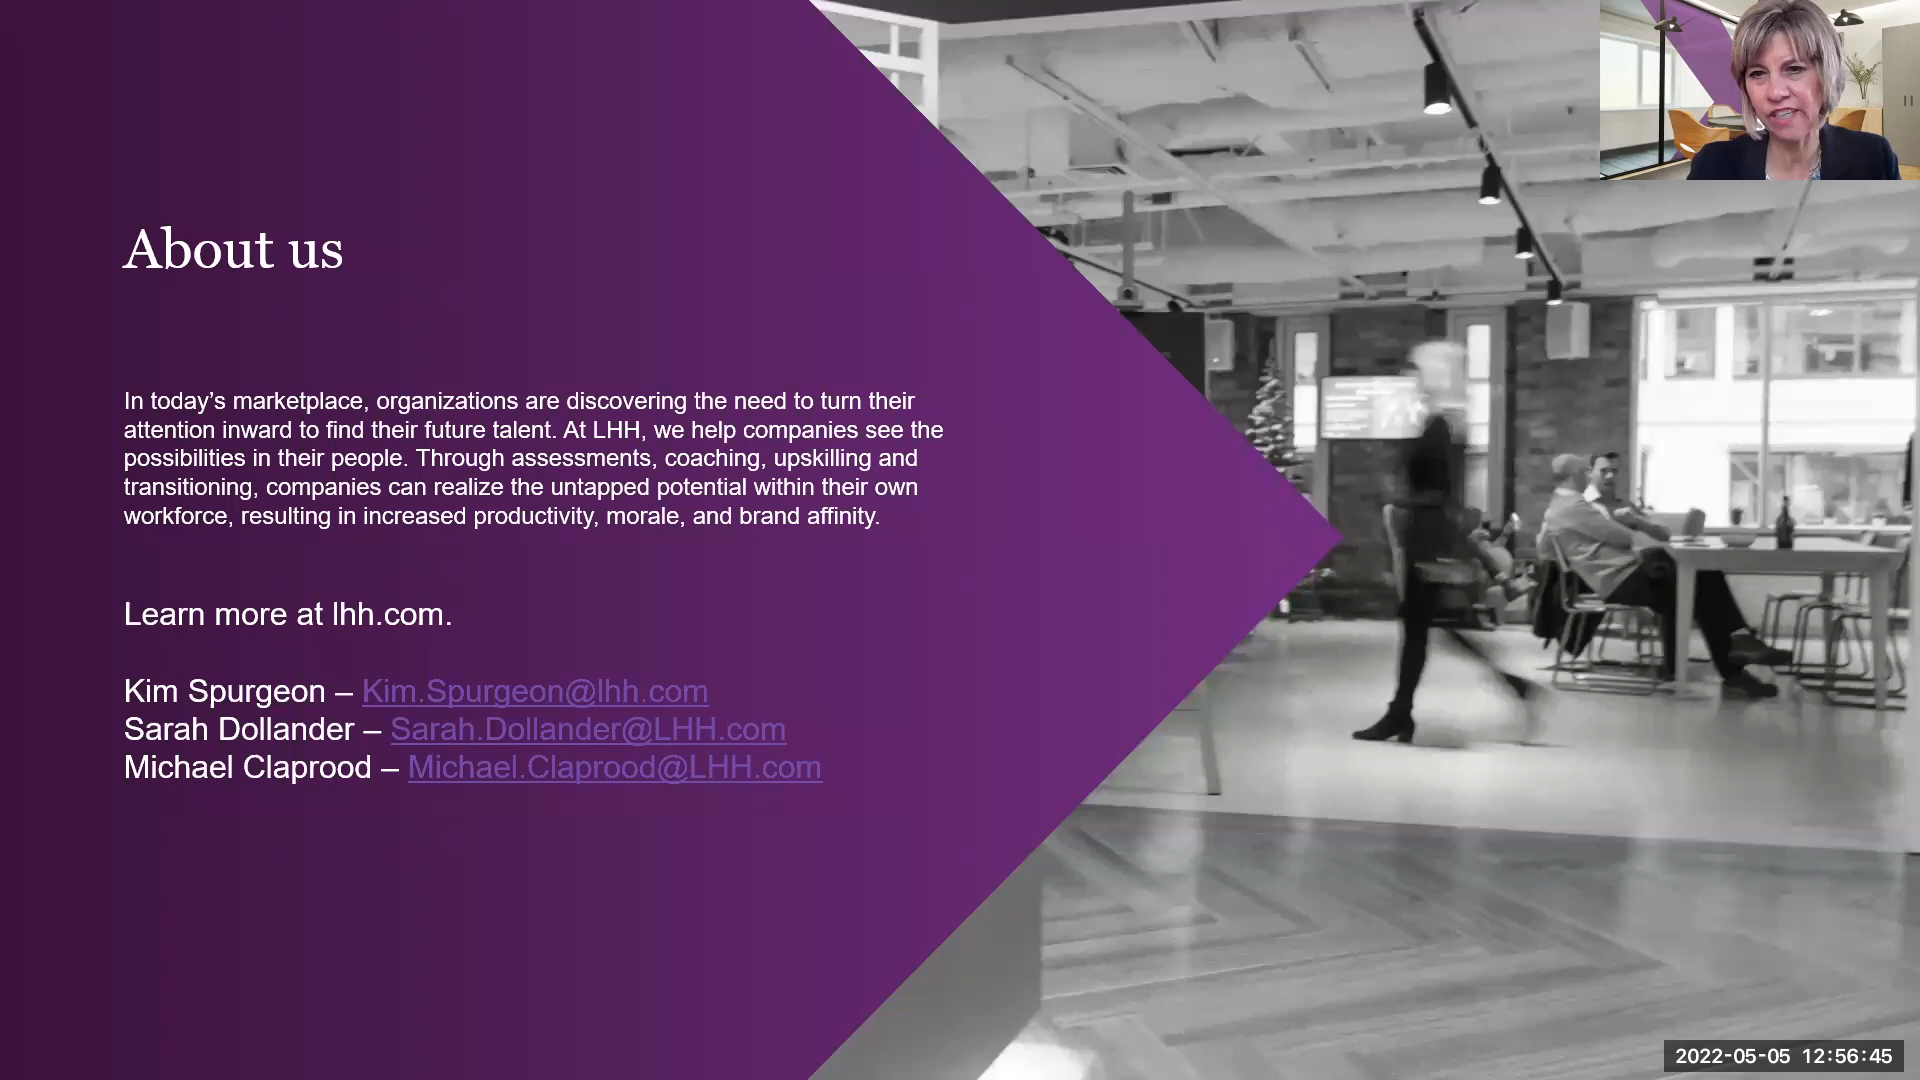 About us
In today’s marketplace, organizations are discovering the need to turn their
attention inward to find their future talent. At LHH, we help companies see the
possibilities in their people. Through assessments, coaching, upskilling and
transitioning, companies can realize the untapped potential within their own
workforce, resulting in increased productivity, morale, and brand affinity.
Learn more at lhh.com.
Kim Spurgeon – Kim.Spurgeon@lhh.com
Sarah Dollander – Sarah.Dollander@LHH.com
Michael Claprood – Michael.Claprood@LHH.com
2022-05-05 12:56:45